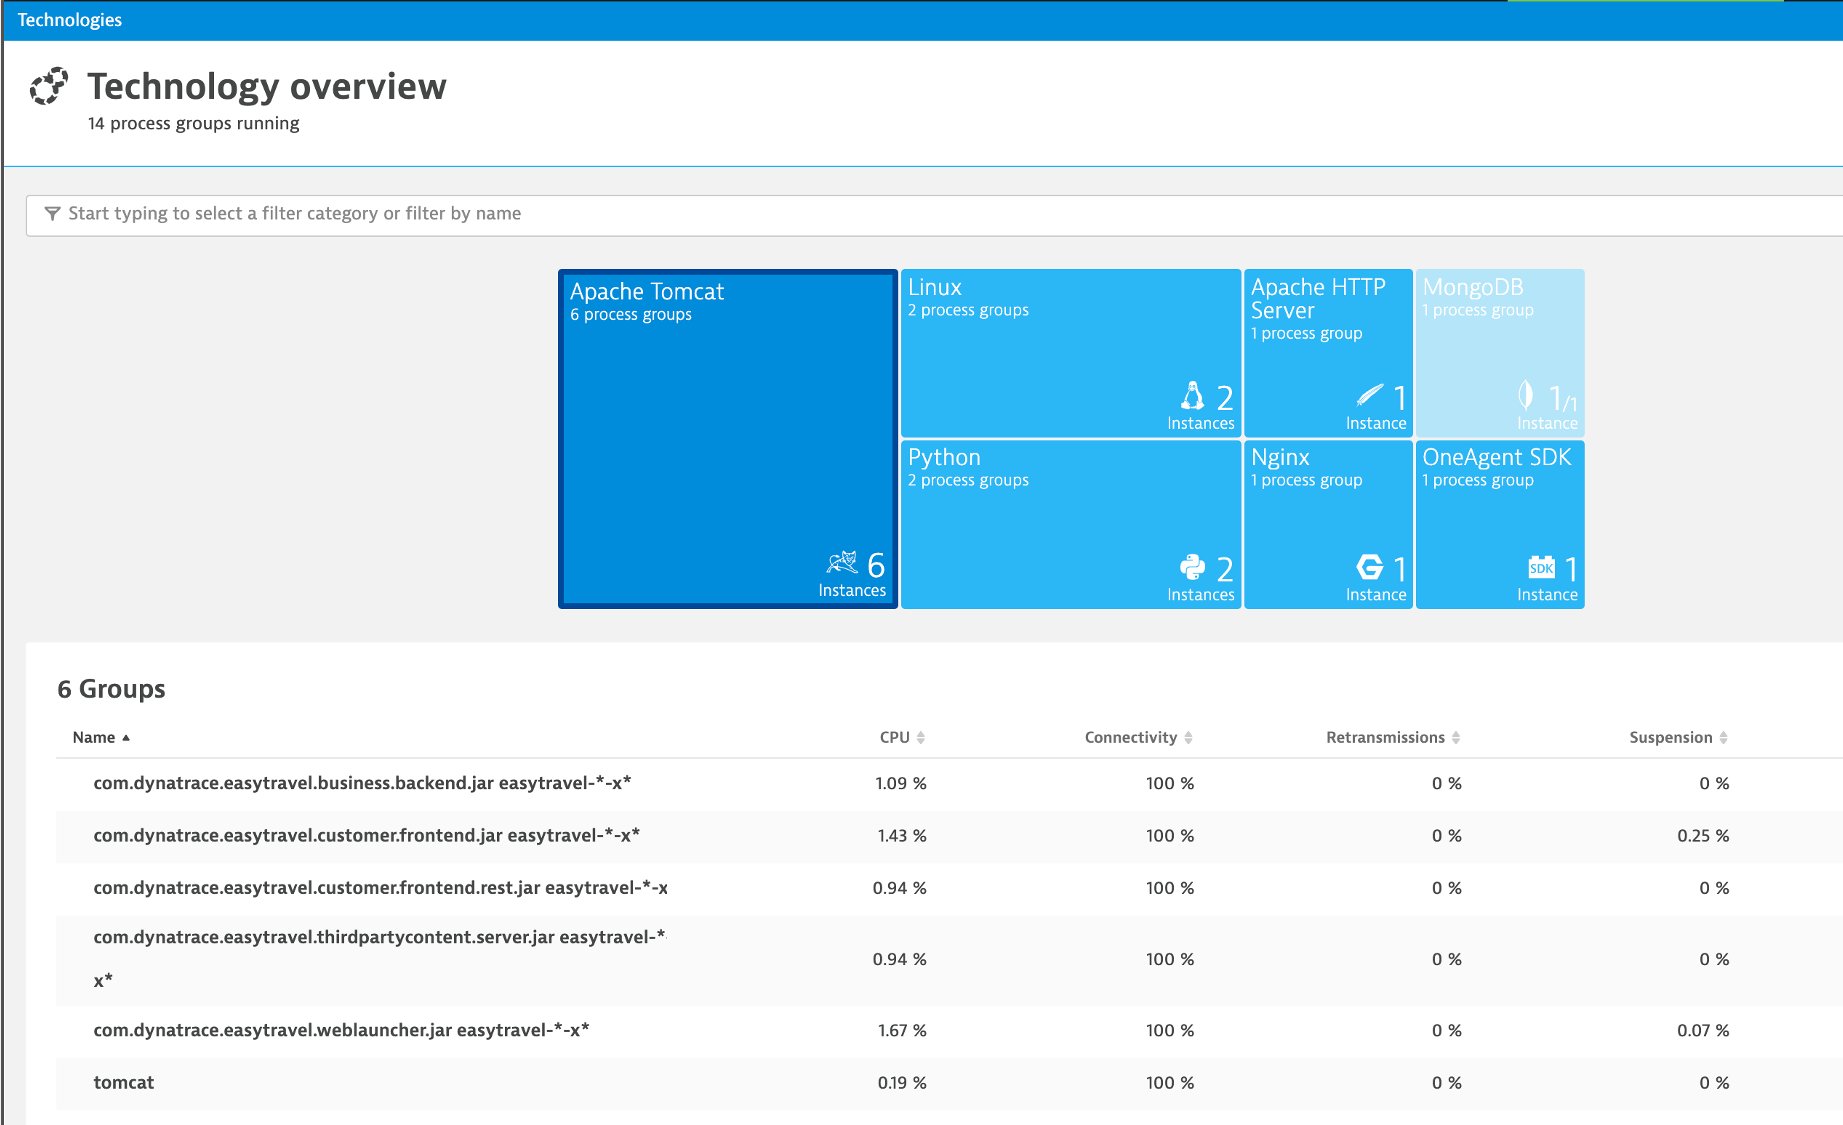 Technologies
Technology overview
14 process groups running
Start typing to select a filter category or filter by name
Apache Tomcat
6 process groups
6
Instances
Linux
2 process groups
2
Instances
Apache HTTP
Server
1 process group
1
Instance
MongoDB
1 process group
1/1
Instance
Python
2 process groups
2
Instances
Nginx
1 process group
1
Instance
OneAgent SDK
1 process group
SDK 1
Instance
6 Groups
Name CPU Connectivity Retransmissions Suspension
com.dynatrace.easytravel.business.backend.jar easytravel-*-x* 1.09 % 100 % 0 % 0 %
com.dynatrace.easytravel.customer.frontend.jar easytravel-*-x* 1.43 % 100 % 0 % 0.25 %
com.dynatrace.easytravel.customer.frontend.rest.jar easytravel-*-x 0.94 % 100 % 0 % 0 %
com.dynatrace.easytravel.thirdpartycontent.server.jar easytravel-*
x* 0.94 % 100 % 0 % 0 %
com.dynatrace.easytravel.weblauncher.jar easytravel-*-x* 1.67 % 100 % 0 % 0.07 %
tomcat 0.19 % 100 % 0 % 0 %